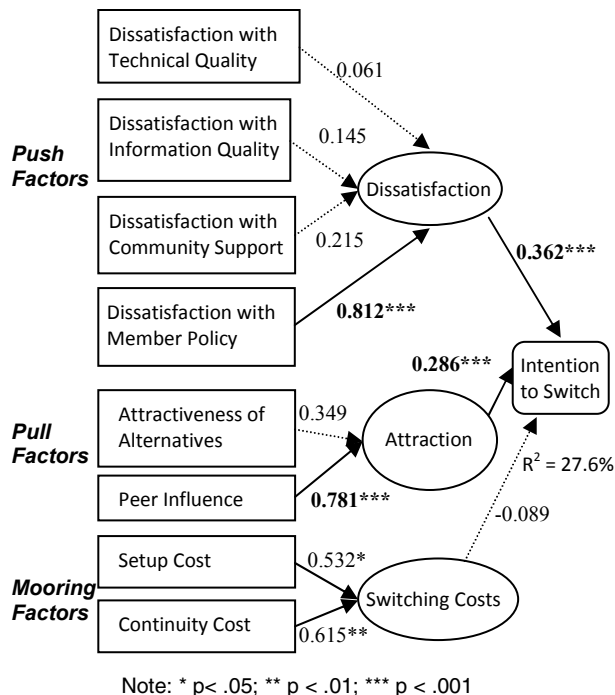 Dissatisfaction with
Technical Quality
0.061
Dissatisfaction with
Information Quality
0.145
Push
Factors
Dissatisfaction
Dissatisfaction with
Community Support
0.215
0.362***
Dissatisfaction with
Member Policy
0.812***
0.286***
Intention
to Switch
Attractiveness of
Alternatives
0.349
Pull
Factors
Attraction
R² = 27.6%
Peer Influence
0.781***
-0.089
Setup Cost
0.532*
Mooring
Factors
Switching Costs
Continuity Cost
0.615**
Note: * p< .05; ** p < .01; *** p < .001